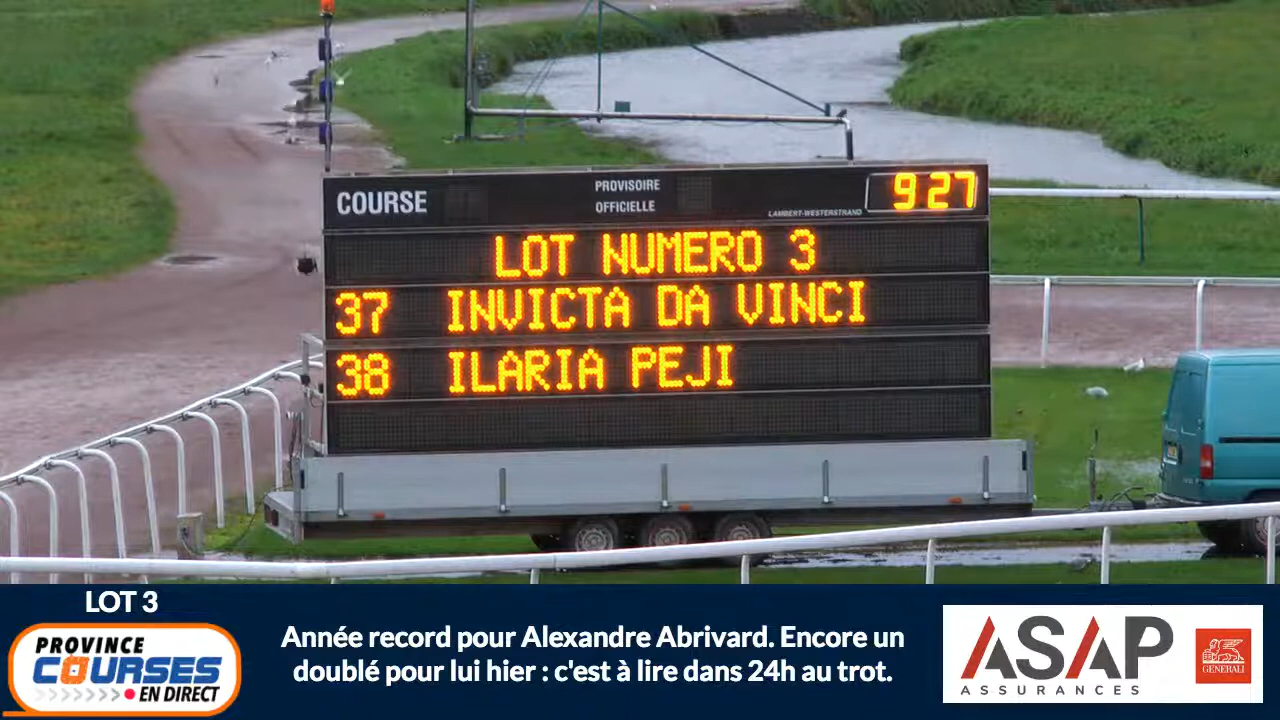 COURSE
PROVISOIRE
OFFICIELLE
LAMBERT-WESTERSTRAND
9 27
LOT NUMERO 3
37 INVICTA DA VINCI
38 ILARIA PEJI
LOT 3
PROVINCE
COURSES
EN DIRECT
Année record pour Alexandre Abrivard. Encore un
doublé pour lui hier : c'est à lire dans 24h au trot.
ASAP
ASSURANCES
GENERALI